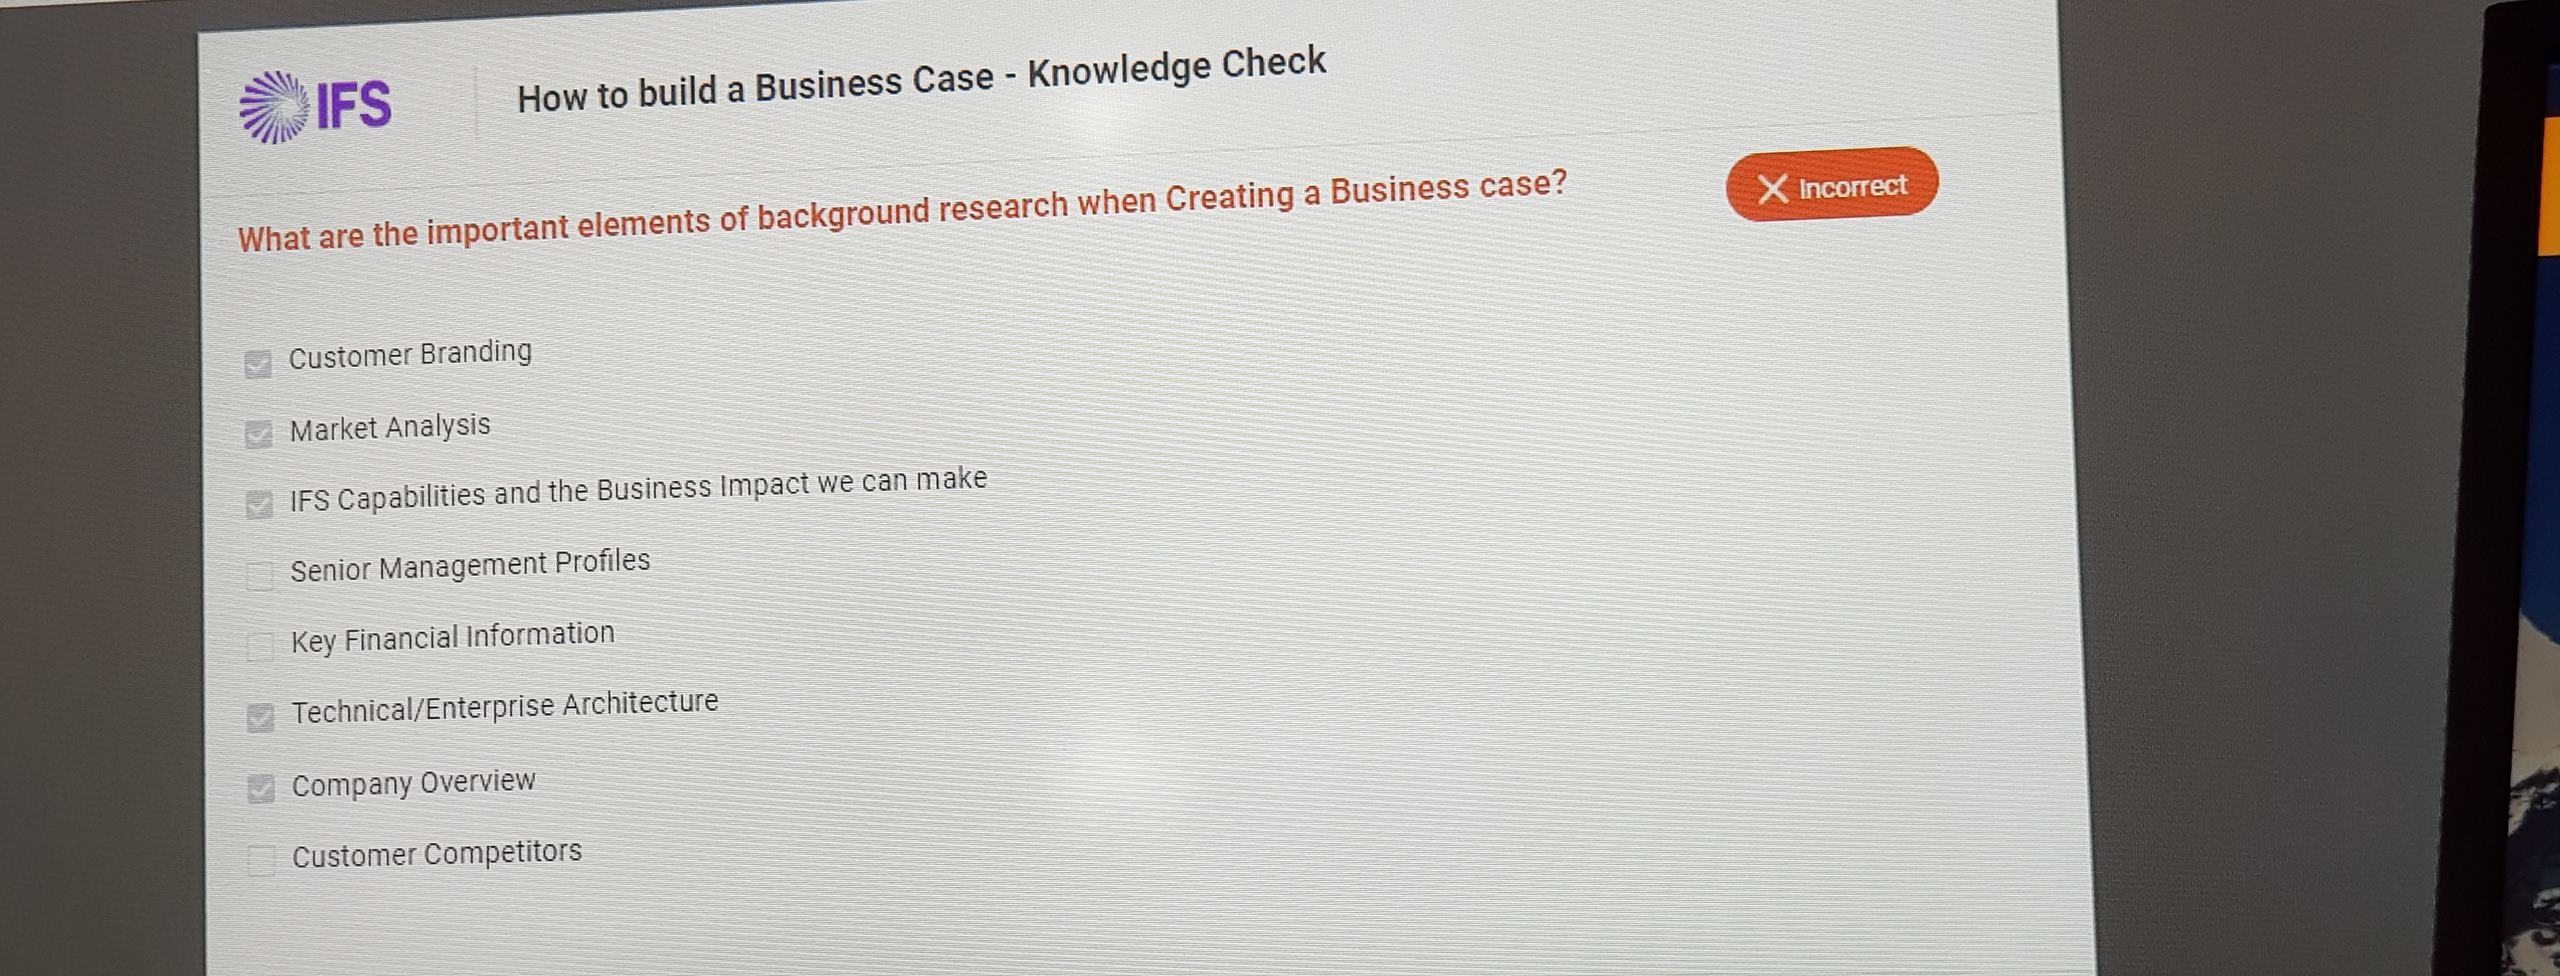 IFS
How to build a Business Case - Knowledge Check
What are the important elements of background research when Creating a Business case?
Incorrect
Customer Branding
Market Analysis
IFS Capabilities and the Business Impact we can make
Senior Management Profiles
Key Financial Information
Technical/Enterprise Architecture
Company Overview
Customer Competitors